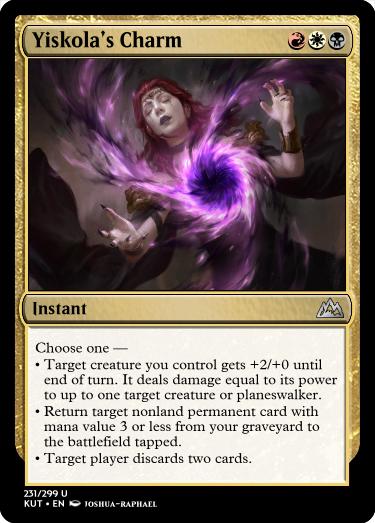 Yiskola's Charm
Instant
Choose one —
• Target creature you control gets +2/+0 until
end of turn. It deals damage equal to its power
to up to one target creature or planeswalker.
• Return target nonland permanent card with
mana value 3 or less from your graveyard to
the battlefield tapped.
• Target player discards two cards.
231/299 U
KUT • EN JOSHUA-RAPHAEL